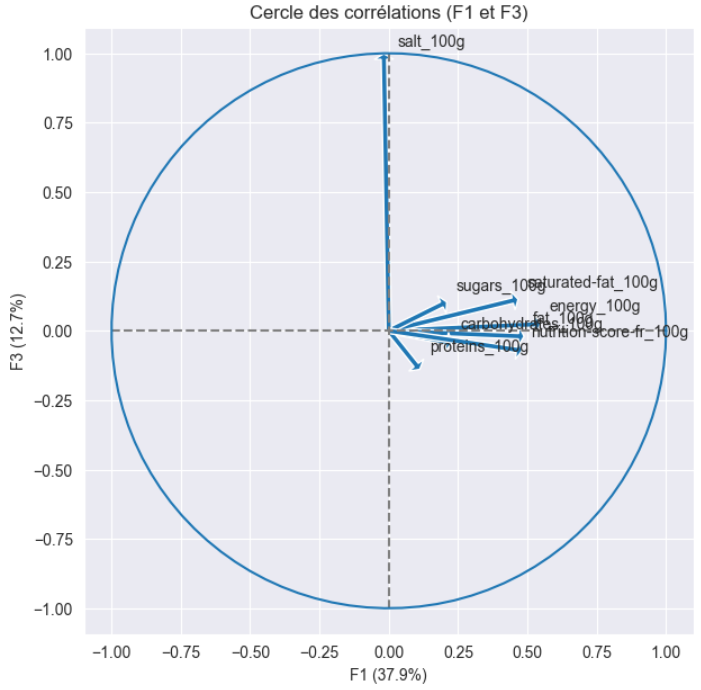 Cercle des corrélations (F1 et F3)
1.00
salt_100g
0.75
0.50
0.25
sugars_100g
saturated-fat_100g
energy_100g
fat_100g
carbohydrates_100g
0.00
nutrition-score-fr_100g
proteins_100g
F3 (12.7%)
−0.25
−0.50
−0.75
−1.00
−1.00 −0.75 −0.50 −0.25 0.00 0.25 0.50 0.75 1.00
F1 (37.9%)